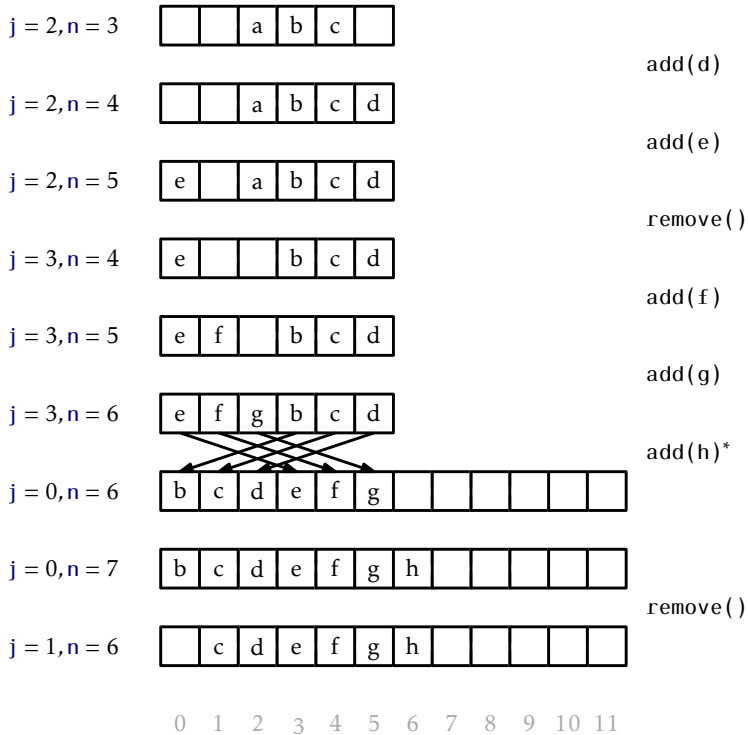 j = 2,n = 3 a b c
add(d)
j = 2,n = 4 a b c d
add(e)
j = 2,n = 5 e a b c d
remove()
j = 3,n = 4 e b c d
add(f)
j = 3,n = 5 e f b c d
add(g)
j = 3,n = 6 e f g b c d
add(h)*
j = 0,n = 6 b c d e f g
j = 0,n = 7 b c d e f g h
remove()
j = 1,n = 6 c d e f g h
0 1 2 3 4 5 6 7 8 9 10 11